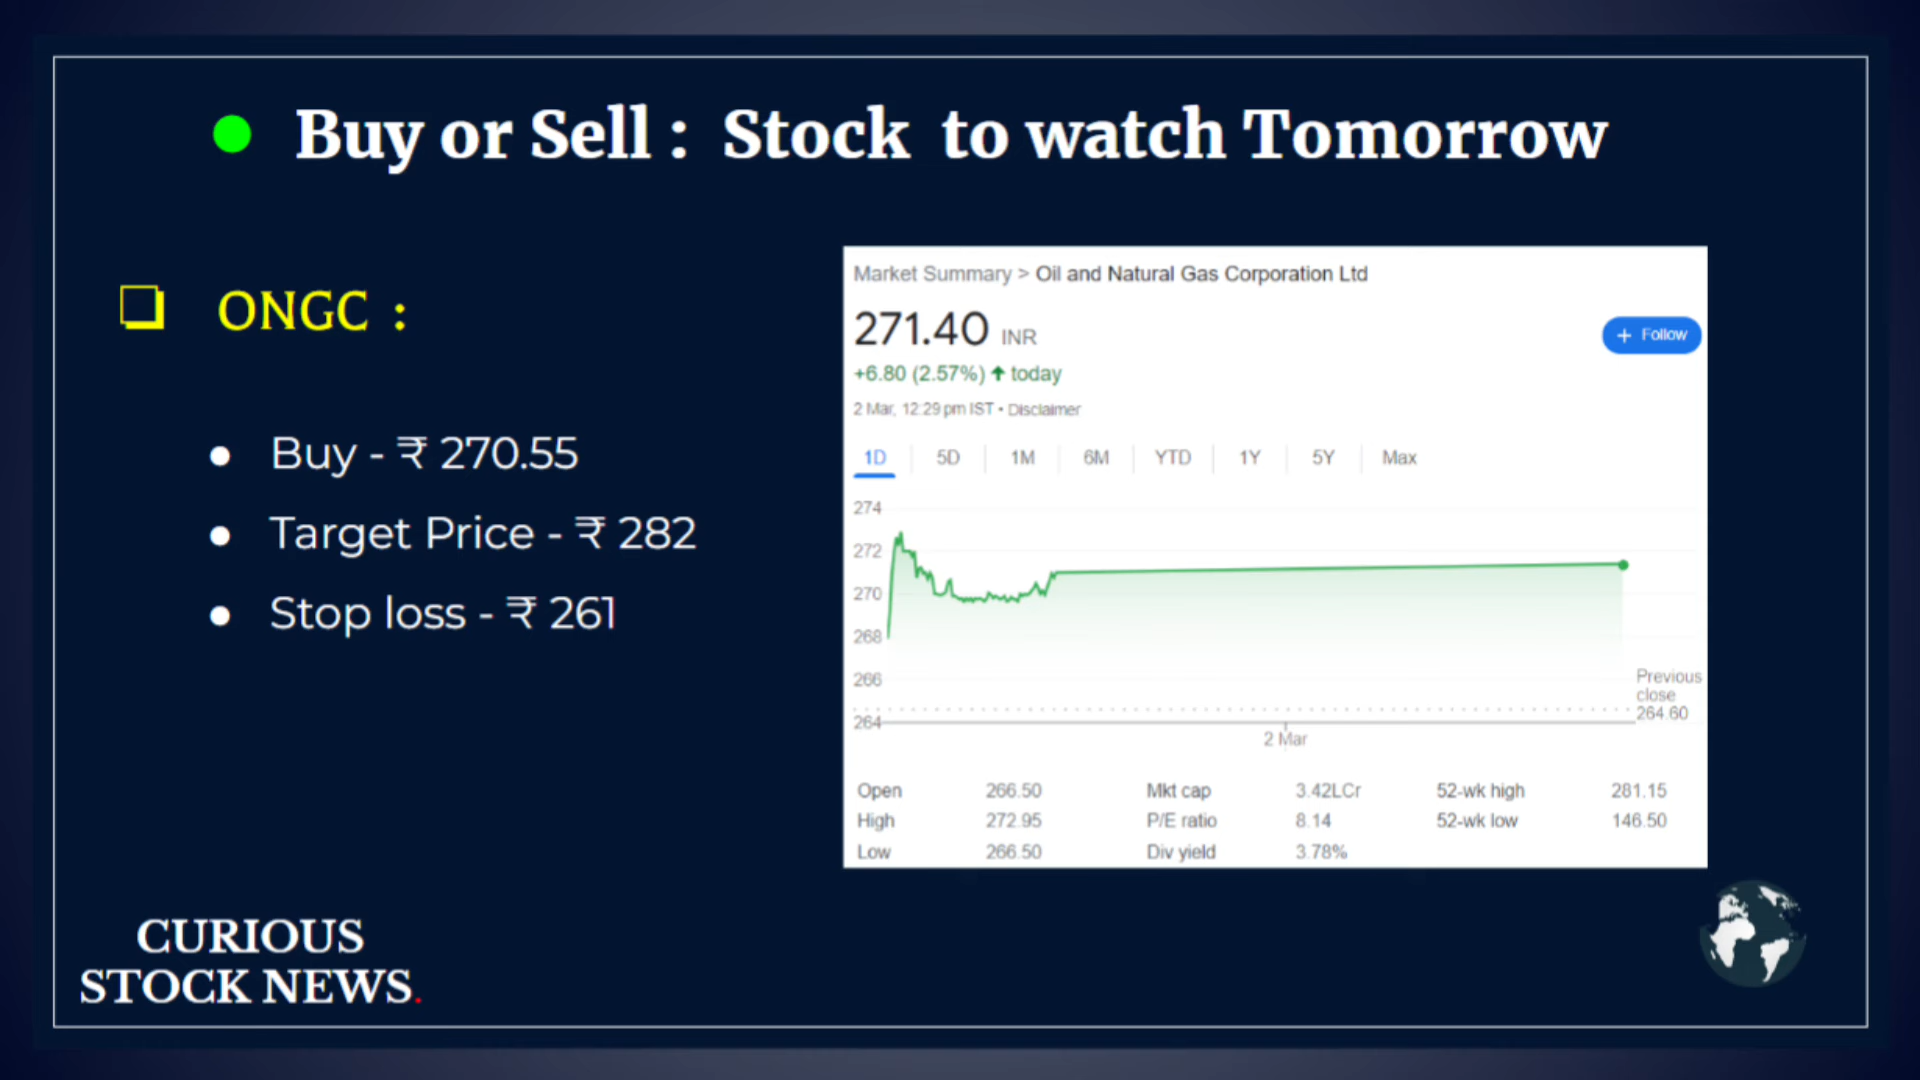 Buy or Sell : Stock to watch Tomorrow
❏ ONGC :
● Buy - ₹ 270.55
● Target Price - ₹ 282
● Stop loss - ₹ 261
Market Summary > Oil and Natural Gas Corporation Ltd
271.40 INR
+ Follow
+6.80 (2.57%) ↑ today
2 Mar, 12:29 pm IST • Disclaimer
1D 5D 1M 6M YTD 1Y 5Y Max
274
272
270
268
266
264
Previous
close
264.60
2 Mar
Open 266.50 Mkt cap 3.42LCr 52-wk high 281.15
High 272.95 P/E ratio 8.14 52-wk low 146.50
Low 266.50 Div yield 3.78%
CURIOUS
STOCK NEWS.